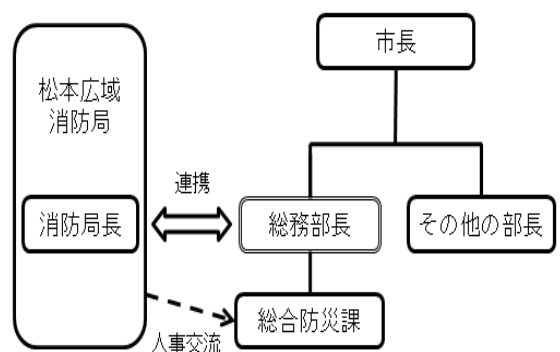 松本広域
消防局
消防局長
連携
人事交流
市長
総務部長
その他の部長
総合防災課